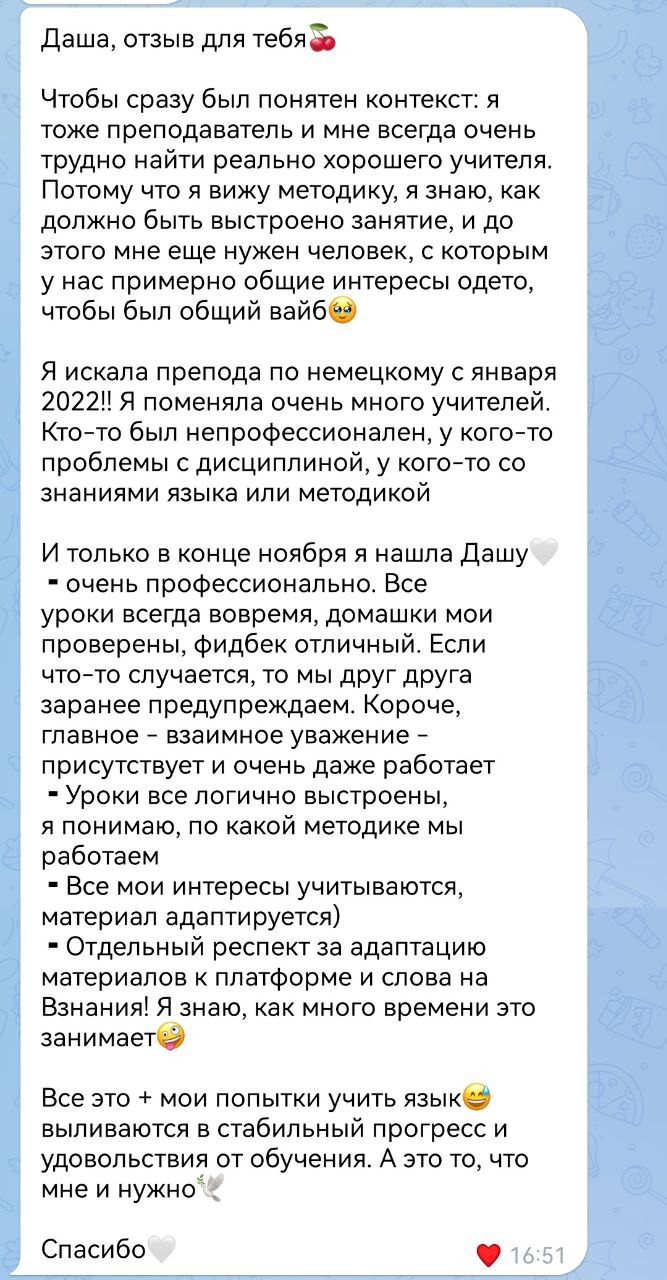 Даша, отзыв для тебя🍒
Чтобы сразу был понятен контекст: я
тоже преподаватель и мне всегда очень
трудно найти реально хорошего учителя.
Потому что я вижу методику, я знаю, как
должно быть выстроено занятие, и до
этого мне еще нужен человек, с которым
у нас примерно общие интересы одето,
чтобы был общий вайб🥹
Я искала препода по немецкому с января
2022!! Я поменяла очень много учителей.
Кто-то был непрофессионален, у кого-то
проблемы с дисциплиной, у кого-то со
знаниями языка или методикой
И только в конце ноября я нашла Дашу🤍
╸очень профессионально. Все
уроки всегда вовремя, домашки мои
проверены, фидбек отличный. Если
что-то случается, то мы друг друга
заранее предупреждаем. Короче,
главное - взаимное уважение -
присутствует и очень даже работает
╸Уроки все логично выстроены,
я понимаю, по какой методике мы
работаем
╸Все мои интересы учитываются,
материал адаптируется)
╸Отдельный респект за адаптацию
материалов к платформе и слова на
Взнания! Я знаю, как много времени это
занимает🤪
Все это + мои попытки учить язык😅
выливаются в стабильный прогресс и
удовольствия от обучения. А это то, что
мне и нужно🕊
Спасибо🤍
❤ 16:51